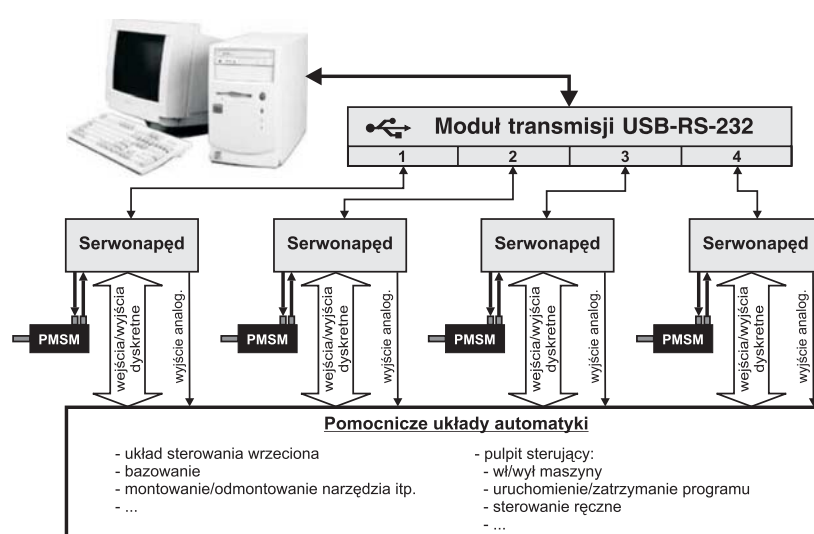 Moduł transmisji USB-RS-232
1 2 3 4
Serwonapęd Serwonapęd Serwonapęd Serwonapęd
PMSM
wejścia/wyjścia
dyskretne
wyjście analog.
PMSM
wejścia/wyjścia
dyskretne
wyjście analog.
PMSM
wejścia/wyjścia
dyskretne
wyjście analog.
PMSM
wejścia/wyjścia
dyskretne
wyjście analog.
Pomocnicze układy automatyki
- układ sterowania wrzeciona
- bazowanie
- montowanie/odmontowanie narzędzia itp.
- ...
- pulpit sterujący:
- wł/wył maszyny
- uruchomienie/zatrzymanie programu
- sterowanie ręczne
- ...